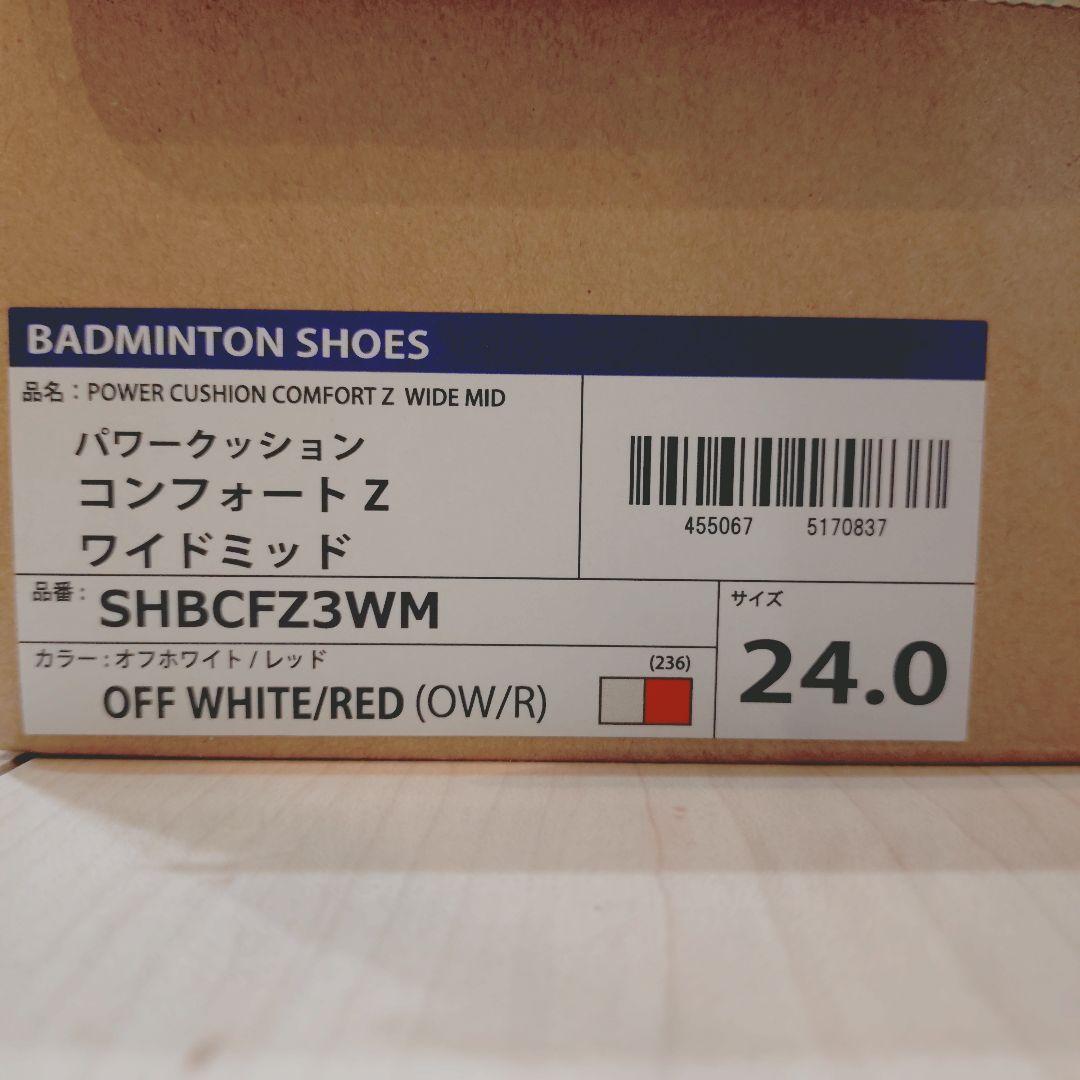 BADMINTON SHOES
品名：POWER CUSHION COMFORT Z WIDE MID
パワークッション
コンフォート Z
ワイドミッド
455067 5170837
品番：
SHBCFZ3WM
サイズ
24.0
カラー：オフホワイト / レッド
(236)
OFF WHITE/RED (OW/R)